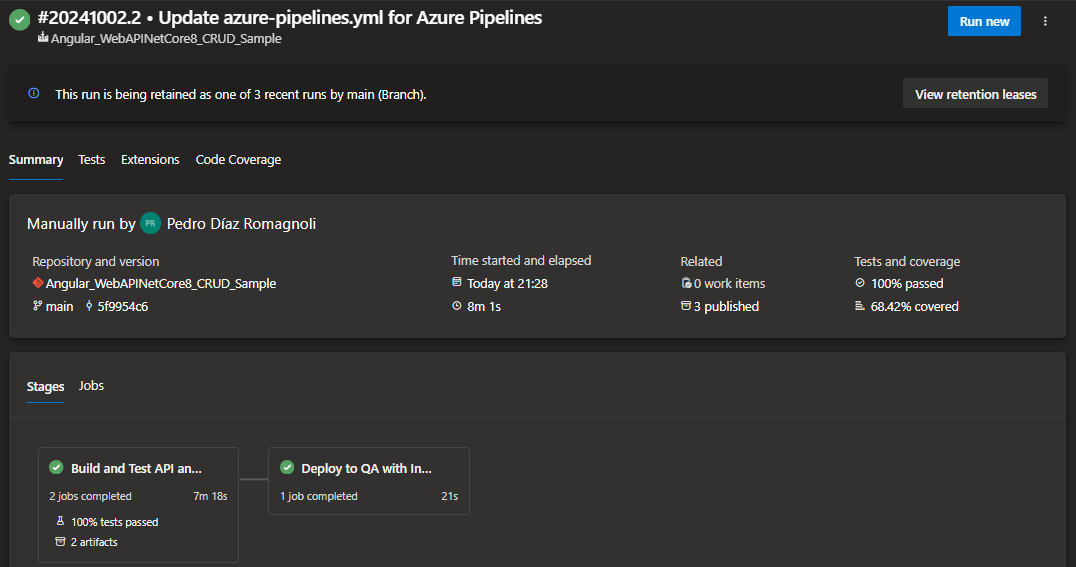 #20241002.2 • Update azure-pipelines.yml for Azure Pipelines
Run new
Angular_WebAPINetCore8_CRUD_Sample
This run is being retained as one of 3 recent runs by main (Branch).
View retention leases
Summary Tests Extensions Code Coverage
Manually run by PR Pedro Díaz Romagnoli
Repository and version
Angular_WebAPINetCore8_CRUD_Sample
main 5f9954c6
Time started and elapsed
Today at 21:28
8m 1s
Related
0 work items
3 published
Tests and coverage
100% passed
68.42% covered
Stages Jobs
Build and Test API an...
2 jobs completed 7m 18s
100% tests passed
2 artifacts
Deploy to QA with In...
1 job completed 21s